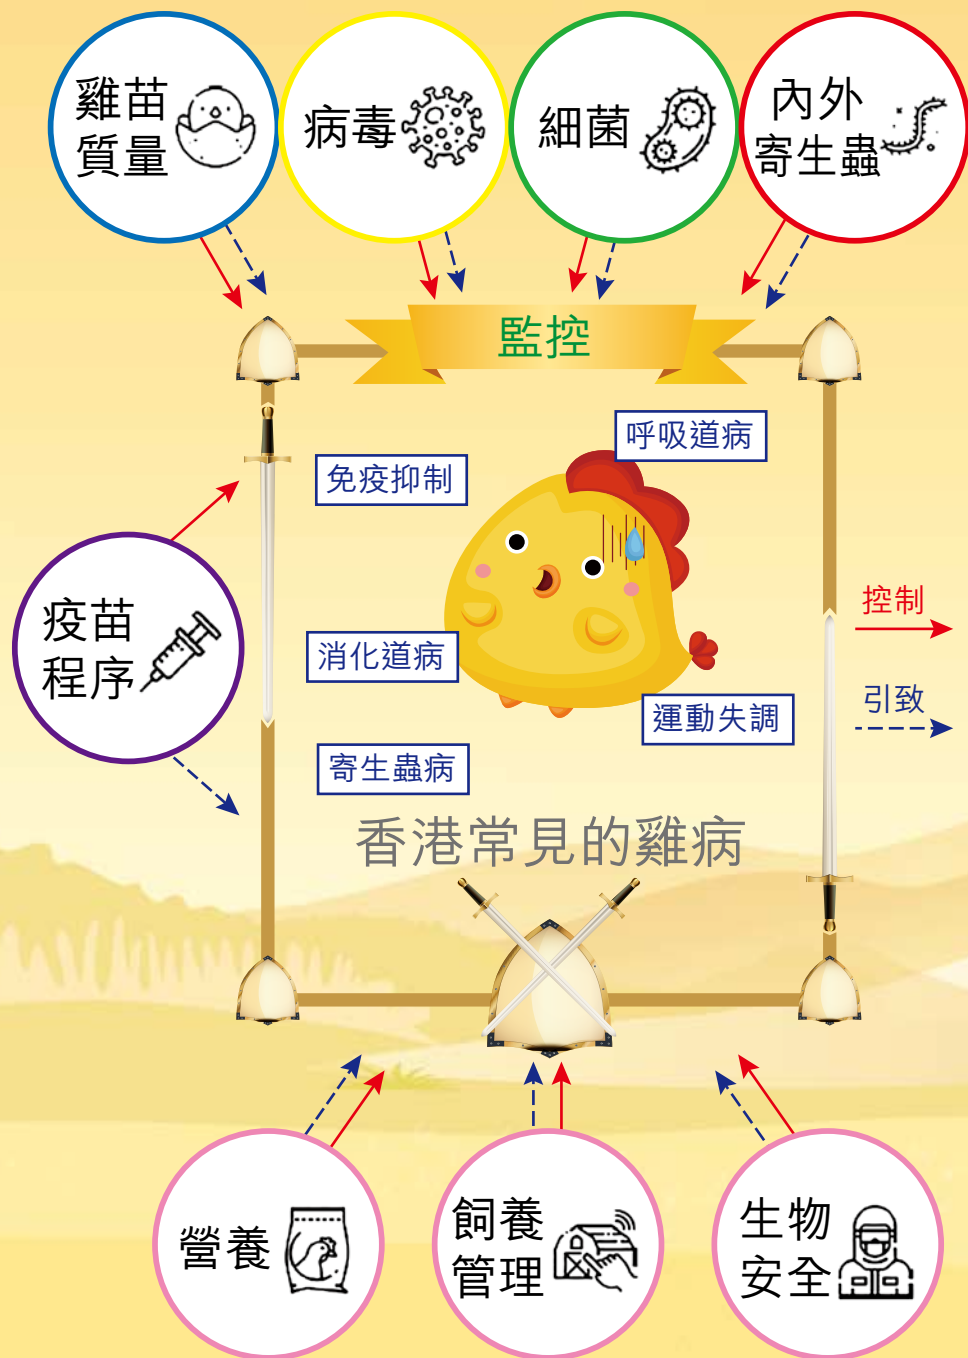 雞苗
質量
病毒
細菌
內外
寄生蟲
監控
呼吸道病
免疫抑制
疫苗
程序
控制
消化道病
引致
運動失調
寄生蟲病
香港常見的雞病
營養
飼養
管理
生物
安全